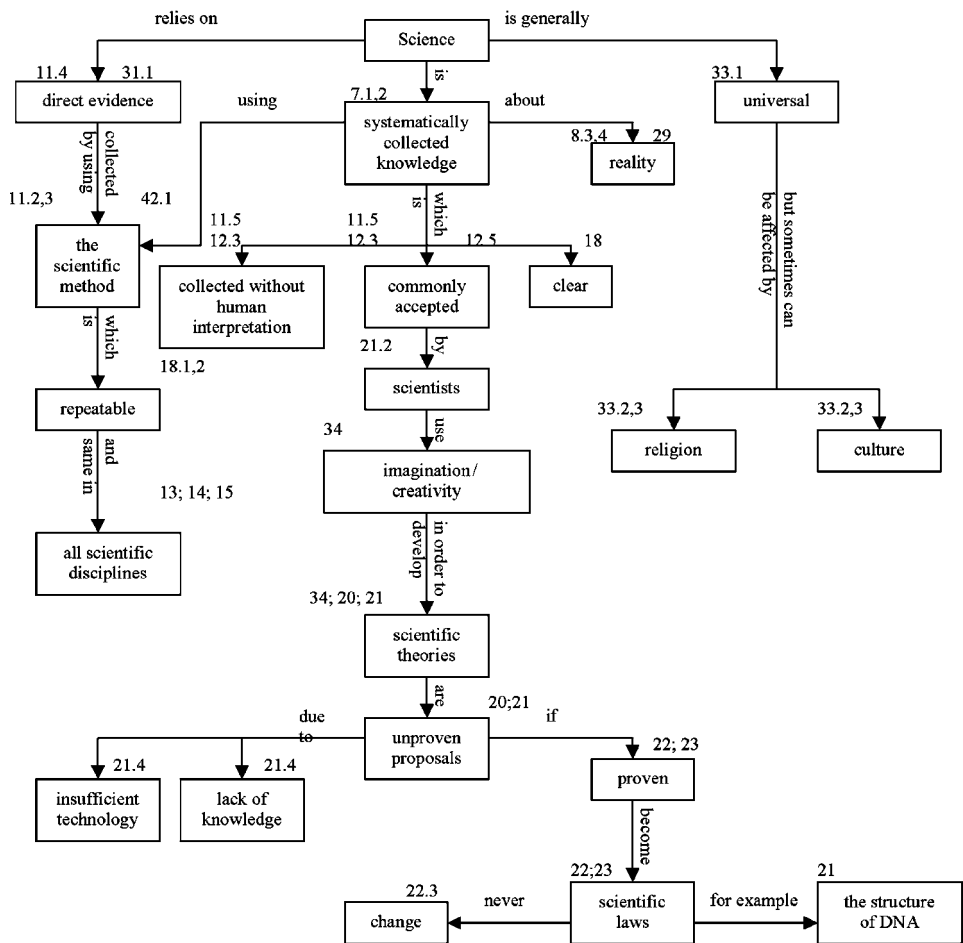 relies on
Science
is generally
is
11.4
31.1
direct evidence
using
7.1,2
systematically
collected
knowledge
about
8.3,4
29
reality
33.1
universal
collected
by using
11.2,3
42.1
the
scientific
method
which
is
11.5
12.3
11.5
12.3
12.5
18
collected without
human
interpretation
commonly
accepted
clear
but sometimes can
be affected by
which
is
18.1,2
repeatable
21.2
by
scientists
33.2,3
religion
33.2,3
culture
and
same in
13; 14; 15
all scientific
disciplines
34
use
imagination/
creativity
in order to
develop
34; 20; 21
scientific
theories
are
20;21
unproven
proposals
due
to
if
21.4
insufficient
technology
21.4
lack of
knowledge
22; 23
proven
become
22;23
scientific
laws
never
22.3
change
for example
21
the structure
of DNA